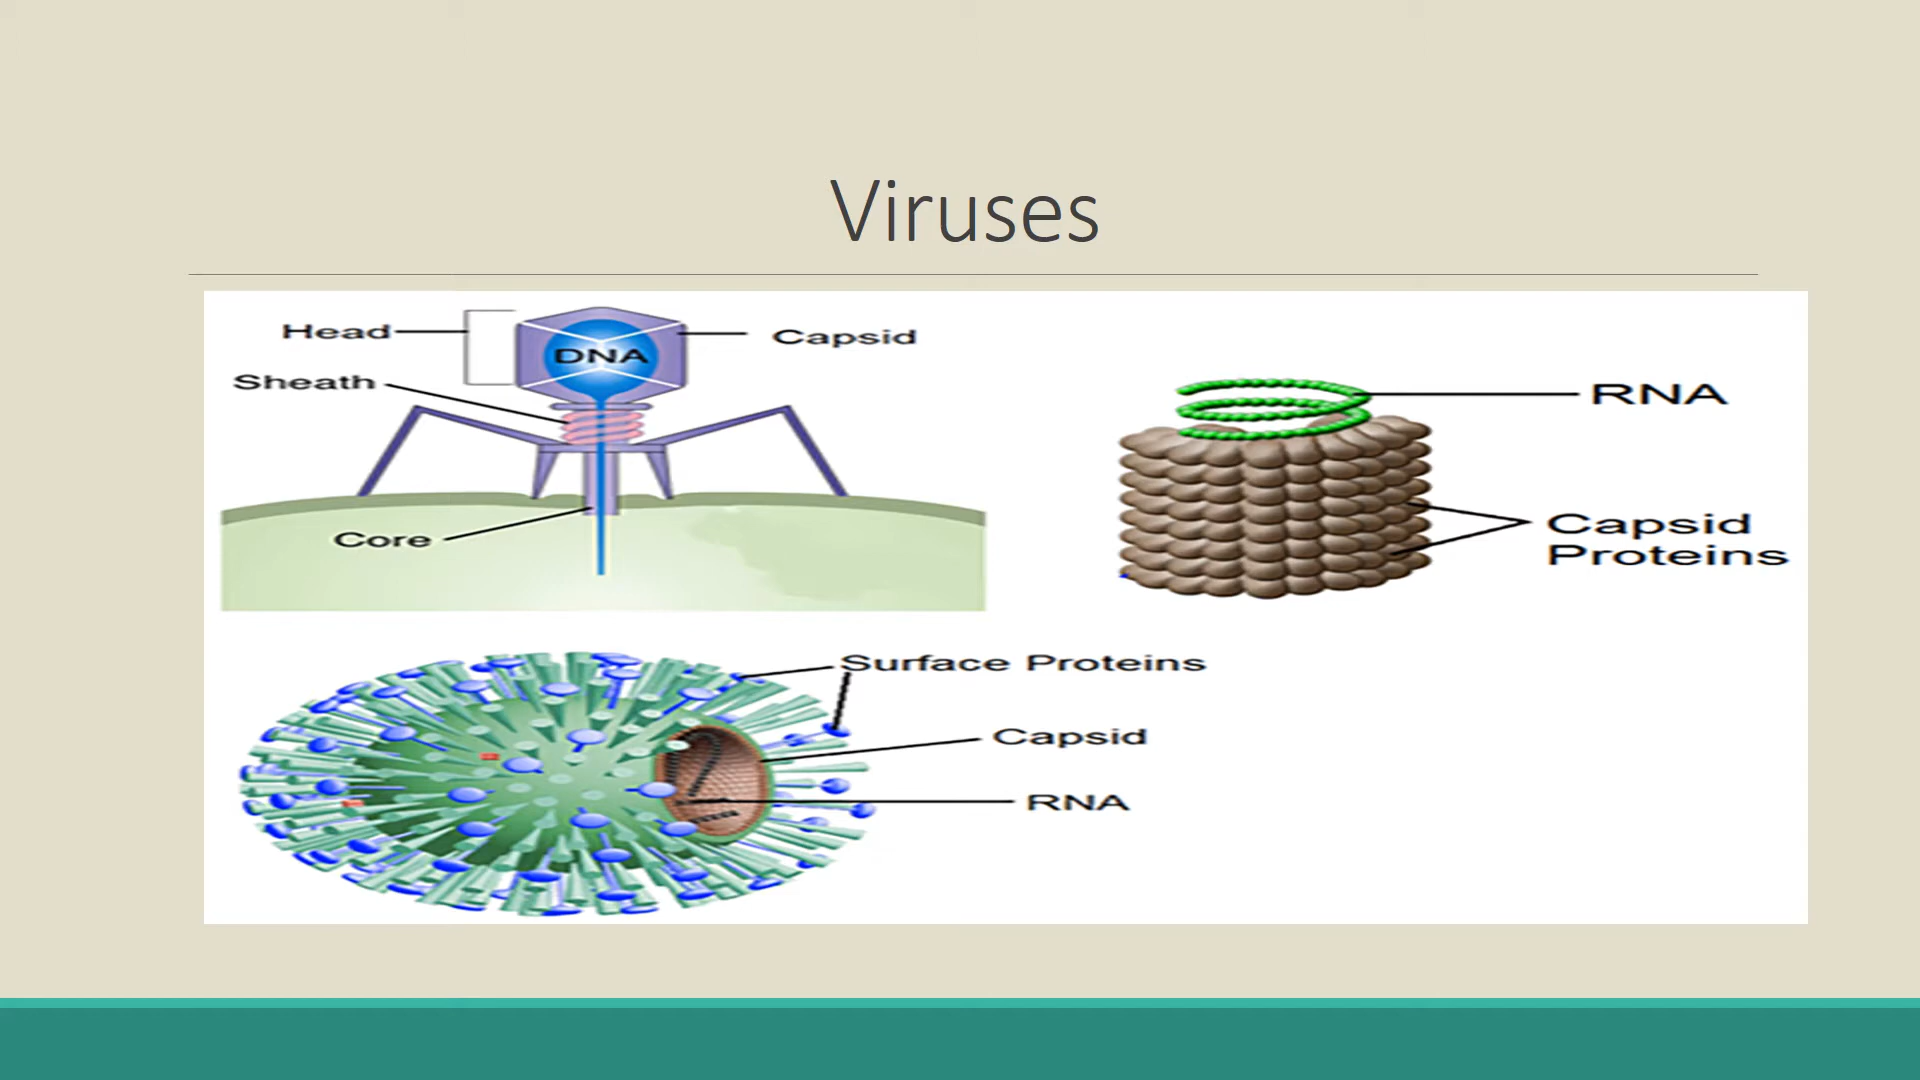 Viruses
Head
Capsid
DNA
Sheath
Core
RNA
Capsid
Proteins
Surface Proteins
Capsid
RNA